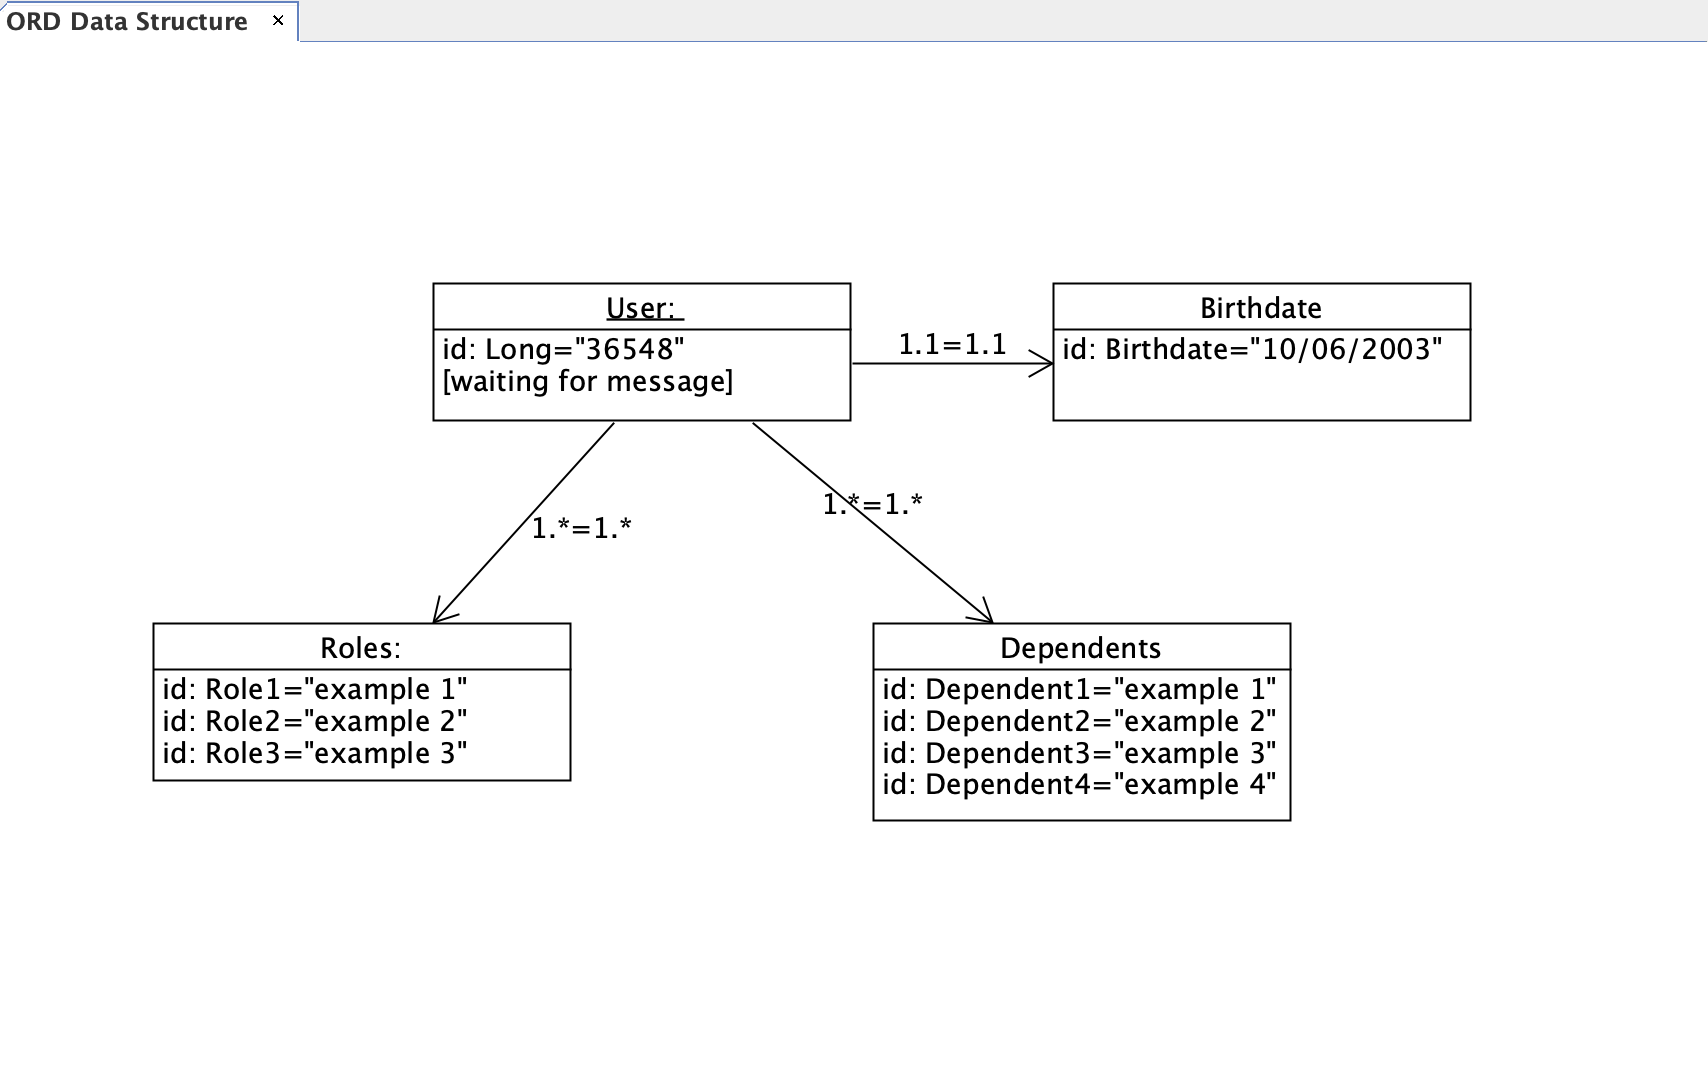 ORD Data Structure ×
User:
id: Long="36548"
[waiting for message]
1.1=1.1
Birthdate
id: Birthdate="10/06/2003"
1.*=1.*
1.*=1.*
Roles:
id: Role1="example 1"
id: Role2="example 2"
id: Role3="example 3"
Dependents
id: Dependent1="example 1"
id: Dependent2="example 2"
id: Dependent3="example 3"
id: Dependent4="example 4"